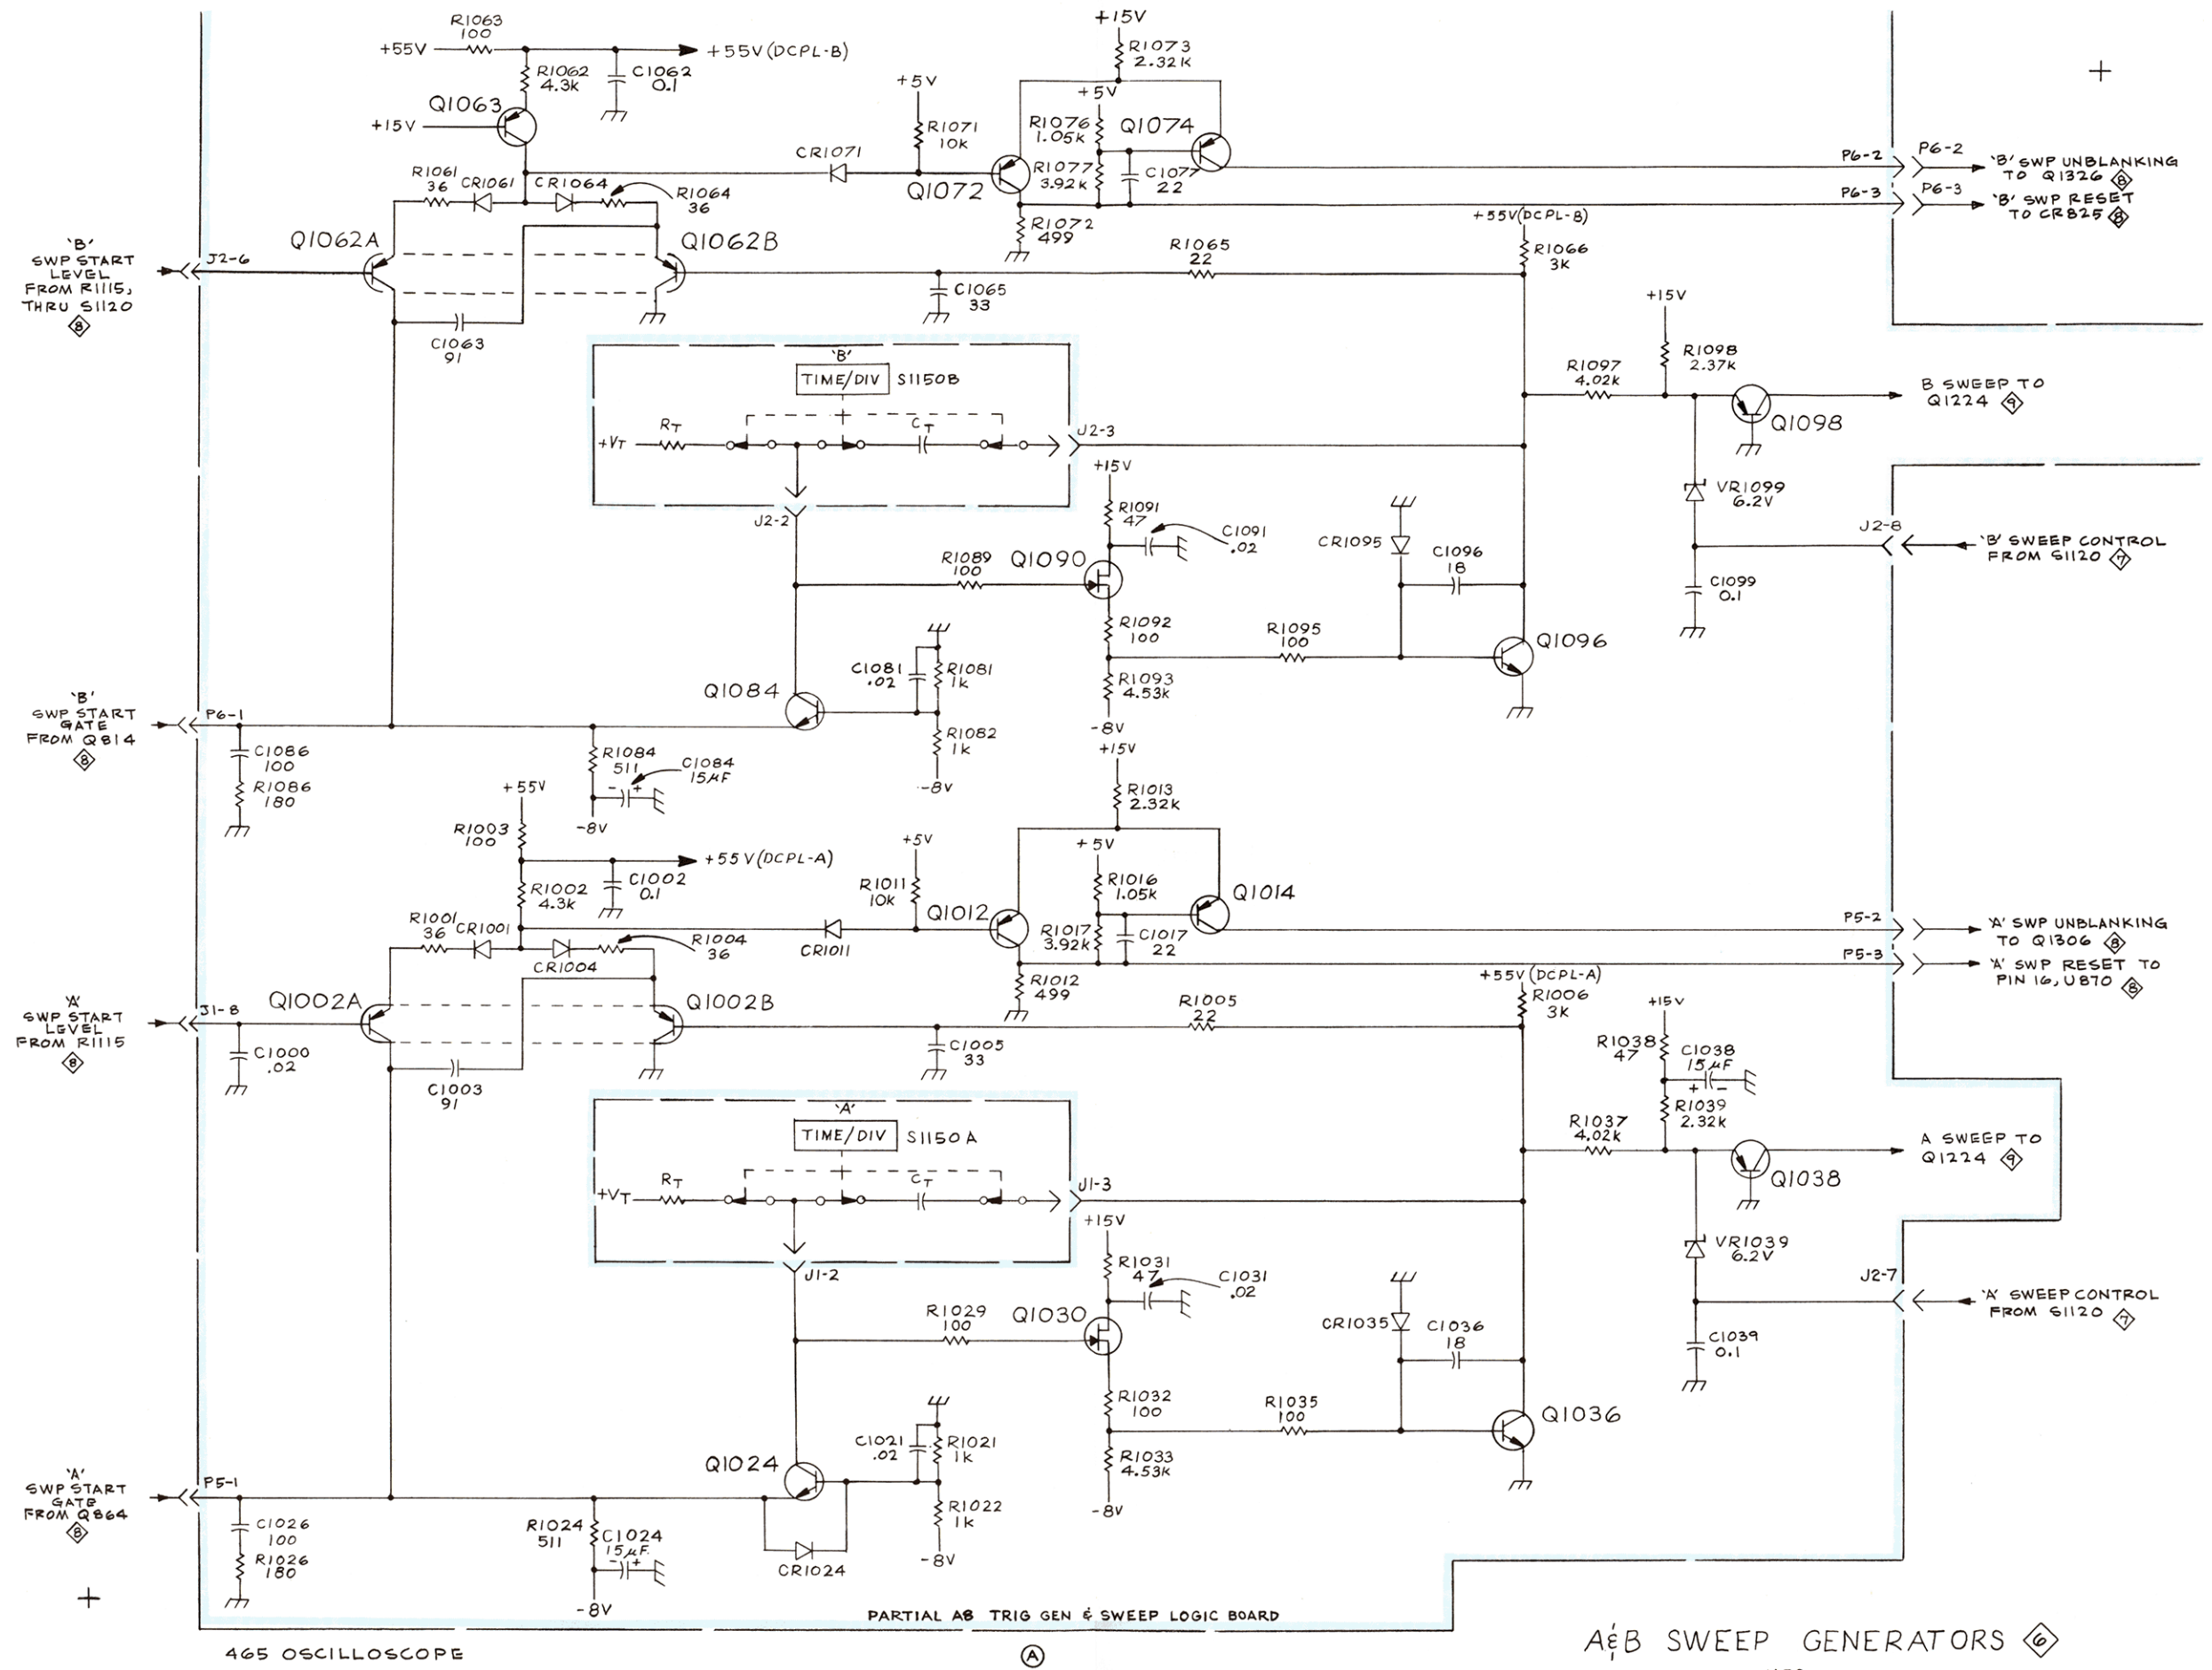 R1063
100
+55V
+55V (DCPL-B)
R1062
4.3K
C1062
0.1
Q1063
+15V
+15V
R1073
2.32K
+5V
R1071
10K
+5V
R1076
1.05K
Q1074
CR1071
Q1072
R1077
3.92K
C1077
22
R1072
499
R1061
36
CR1061
CR1064
R1064
36
P6-2
P6-2
'B' SWP UNBLANKING
TO Q1326 8
P6-3
P6-3
'B' SWP RESET
TO CR825 8
'B'
SWP START
LEVEL
FROM R1115,
THRU S1120
8
J2-6
Q1062A
Q1062B
C1063
91
R1065
22
C1065
33
+55V(DCPL-B)
R1066
3K
'B'
TIME/DIV
S1150B
+VT
RT
CT
J2-3
J2-2
+15V
R1098
2.37K
R1097
4.02K
Q1098
B SWEEP TO
Q1224 9
VR1099
6.2V
J2-8
'B' SWEEP CONTROL
FROM S1120 7
C1099
0.1
+15V
R1091
47
C1091
.02
R1089
100
Q1090
CR1095
C1096
18
R1092
100
R1095
100
Q1096
R1093
4.53K
-8V
C1081
.02
R1081
1K
R1082
1K
-8V
Q1084
'B'
SWP START
GATE
FROM Q814
8
P6-1
C1086
100
R1086
180
R1084
511
C1084
15µF
-8V
+55V
R1003
100
+55V (DCPL-A)
R1002
4.3K
C1002
0.1
+15V
R1013
2.32K
+5V
R1011
10K
+5V
R1016
1.05K
Q1014
Q1012
CR1011
R1017
3.92K
C1017
22
R1012
499
R1001
36
CR1001
CR1004
R1004
36
P5-2
'A' SWP UNBLANKING
TO Q1306 8
P5-3
'A' SWP RESET TO
PIN 16, U870 8
'A'
SWP START
LEVEL
FROM R1115
8
J1-8
C1000
.02
Q1002A
Q1002B
C1003
91
R1005
22
C1005
33
+55V (DCPL-A)
R1006
3K
'A'
TIME/DIV
S1150A
+VT
RT
CT
J1-3
J1-2
+15V
R1038
47
C1038
15µF
R1039
2.32K
R1037
4.02K
Q1038
A SWEEP TO
Q1224 9
VR1039
6.2V
J2-7
'A' SWEEP CONTROL
FROM S1120 7
C1039
0.1
+15V
R1031
47
C1031
.02
R1029
100
Q1030
CR1035
C1036
18
R1032
100
R1035
100
Q1036
R1033
4.53K
-8V
C1021
.02
R1021
1K
R1022
1K
-8V
Q1024
CR1024
'A'
SWP START
GATE
FROM Q864
8
P5-1
C1026
100
R1026
180
R1024
511
C1024
15µF
-8V
PARTIAL A8 TRIG GEN & SWEEP LOGIC BOARD
465 OSCILLOSCOPE
A
A&B SWEEP GENERATORS 6